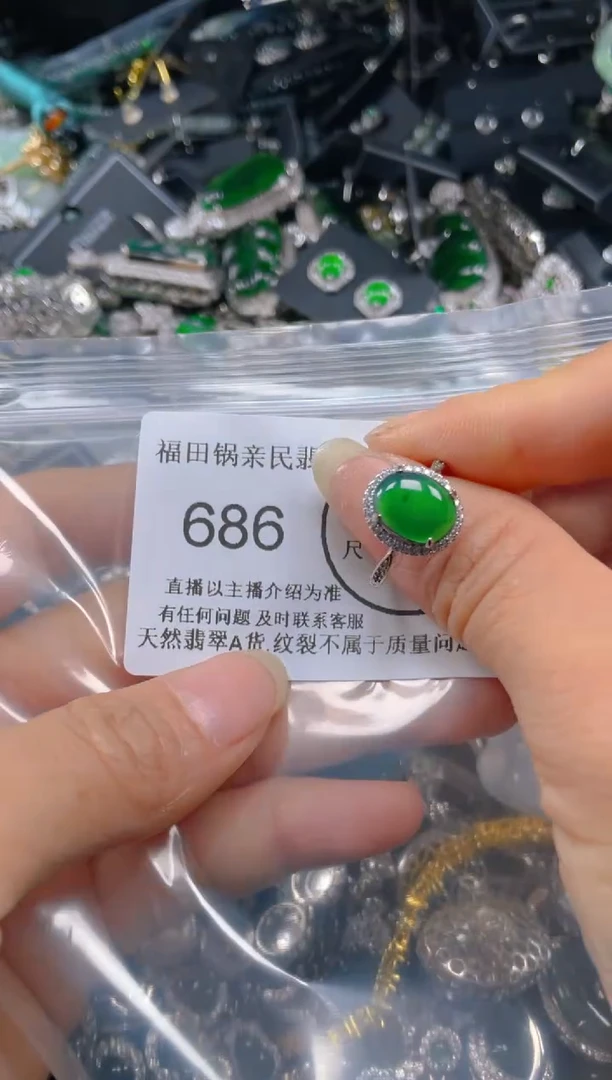 福田锅亲民翡
686
尺
直播以主播介绍为准
有任何问题 及时联系客服
天然翡翠A货.纹裂不属于质量问